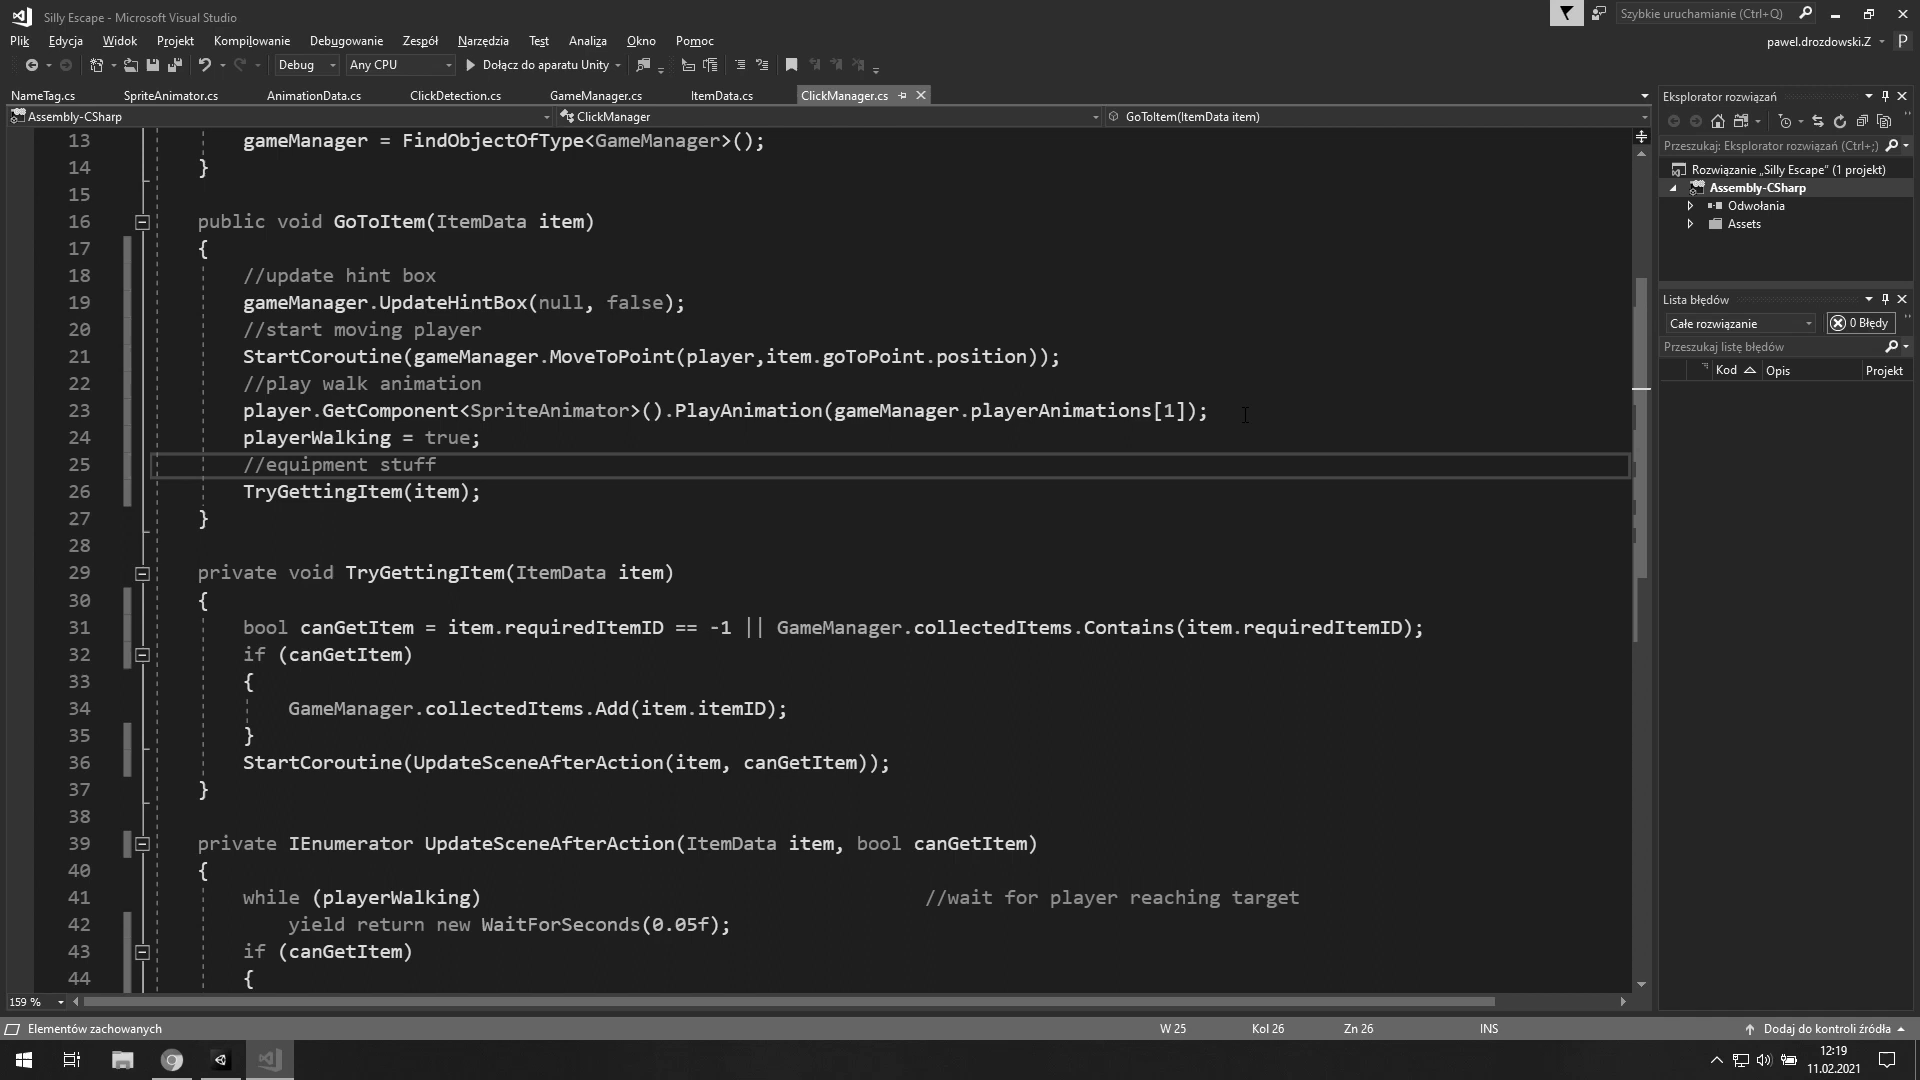 Silly Escape - Microsoft Visual Studio
Szybkie uruchamianie (Ctrl+Q)
Plik Edycja Widok Projekt Kompilowanie Debugowanie Zespół Narzędzia Test Analiza Okno Pomoc
pawel.drozdowski.Z P
Debug Any CPU Dołącz do aparatu Unity
NameTag.cs SpriteAnimator.cs AnimationData.cs ClickDetection.cs GameManager.cs ItemData.cs ClickManager.cs
Assembly-CSharp ClickManager GoToItem(ItemData item)
13 gameManager = FindObjectOfType<GameManager>();
14 }
15
16 public void GoToItem(ItemData item)
17 {
18 //update hint box
19 gameManager.UpdateHintBox(null, false);
20 //start moving player
21 StartCoroutine(gameManager.MoveToPoint(player,item.goToPoint.position));
22 //play walk animation
23 player.GetComponent<SpriteAnimator>().PlayAnimation(gameManager.playerAnimations[1]);
24 playerWalking = true;
25 //equipment stuff
26 TryGettingItem(item);
27 }
28
29 private void TryGettingItem(ItemData item)
30 {
31 bool canGetItem = item.requiredItemID == -1 || GameManager.collectedItems.Contains(item.requiredItemID);
32 if (canGetItem)
33 {
34 GameManager.collectedItems.Add(item.itemID);
35 }
36 StartCoroutine(UpdateSceneAfterAction(item, canGetItem));
37 }
38
39 private IEnumerator UpdateSceneAfterAction(ItemData item, bool canGetItem)
40 {
41 while (playerWalking) //wait for player reaching target
42 yield return new WaitForSeconds(0.05f);
43 if (canGetItem)
44 {
159 %
Eksplorator rozwiązań
Przeszukaj: Eksplorator rozwiązań (Ctrl+;)
Rozwiązanie „Silly Escape” (1 projekt)
Assembly-CSharp
Odwołania
Assets
Lista błędów
Całe rozwiązanie 0 Błędy
Przeszukaj listę błędów
Kod Opis Projekt
Elementów zachowanych W 25 Kol 26 Zn 26 INS Dodaj do kontroli źródła
12:19
11.02.2021